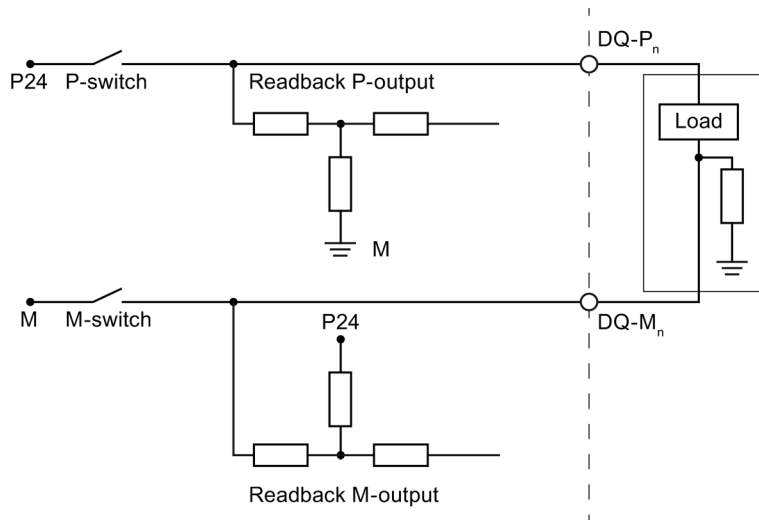 DQ-Pn
P24 P-switch Readback P-output
Load
M
P24
M M-switch DQ-Mn
Readback M-output